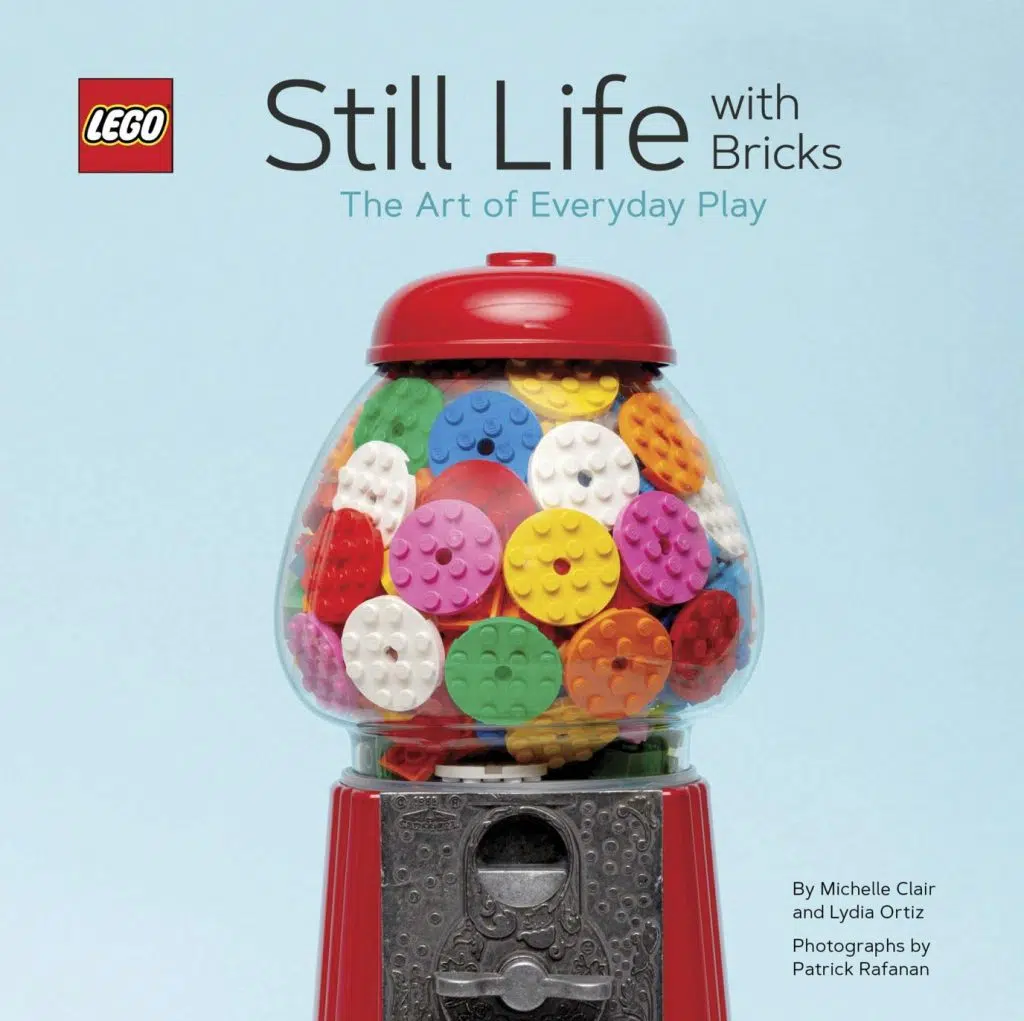 LEGO
Still Life with
Bricks
The Art of Everyday Play
© 1985 ®
By Michelle Clair
and Lydia Ortiz
Photographs by
Patrick Rafanan